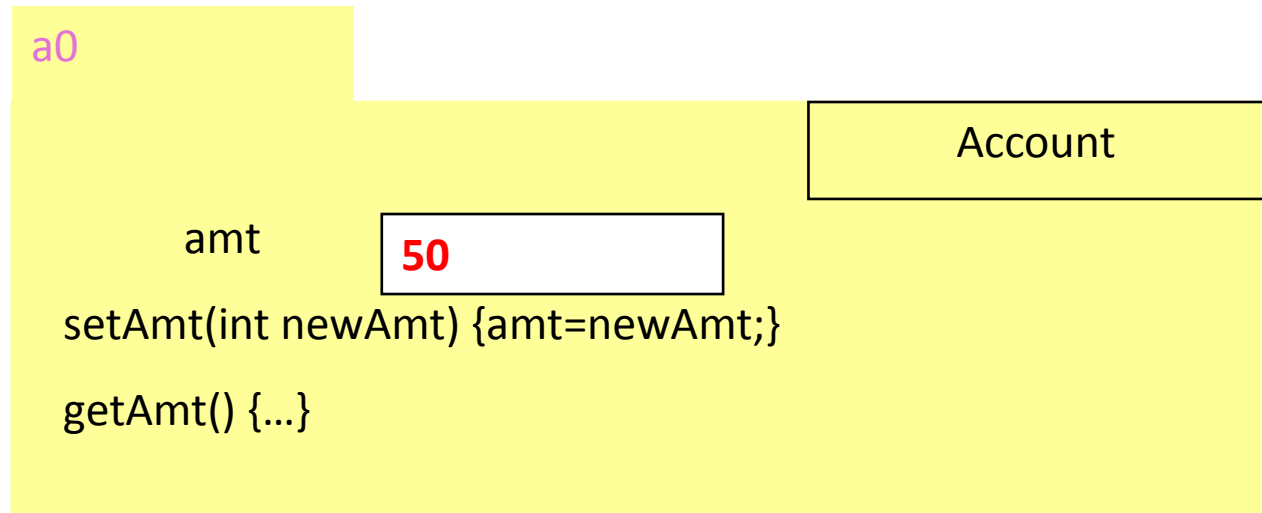 a0
Account
amt
50
setAmt(int newAmt) {amt=newAmt;}
getAmt() {…}